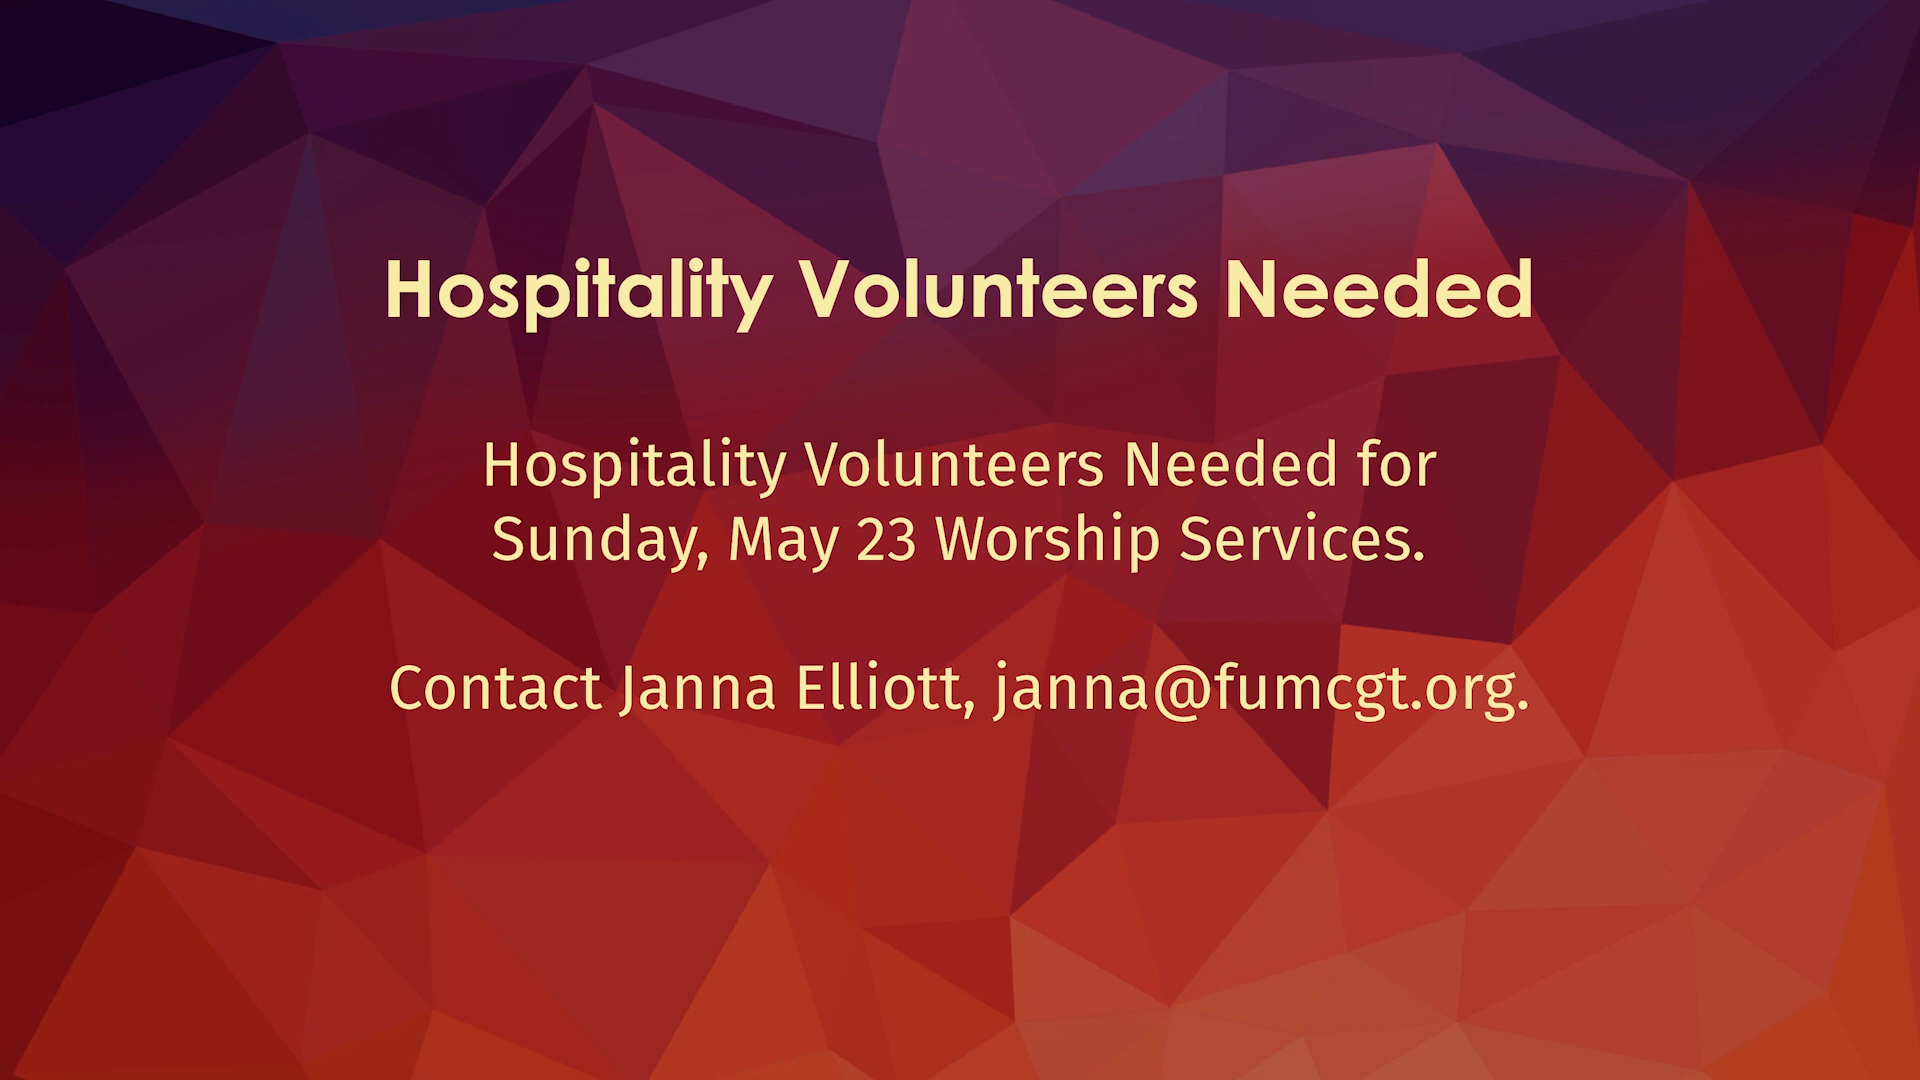 Hospitality Volunteers Needed
Hospitality Volunteers Needed for
Sunday, May 23 Worship Services.
Contact Janna Elliott, janna@fumcgt.org.